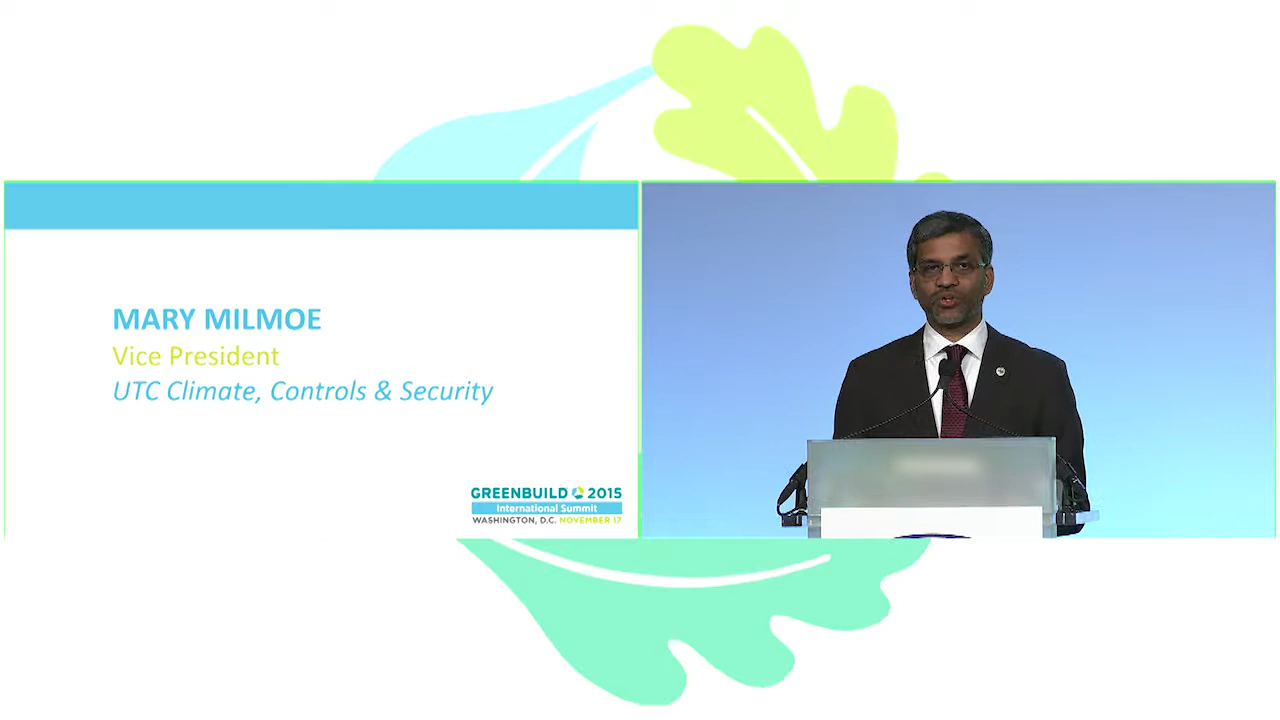 MARY MILMOE
Vice President
UTC Climate, Controls & Security
GREENBUILD 2015
International Summit
WASHINGTON, D.C. NOVEMBER 17